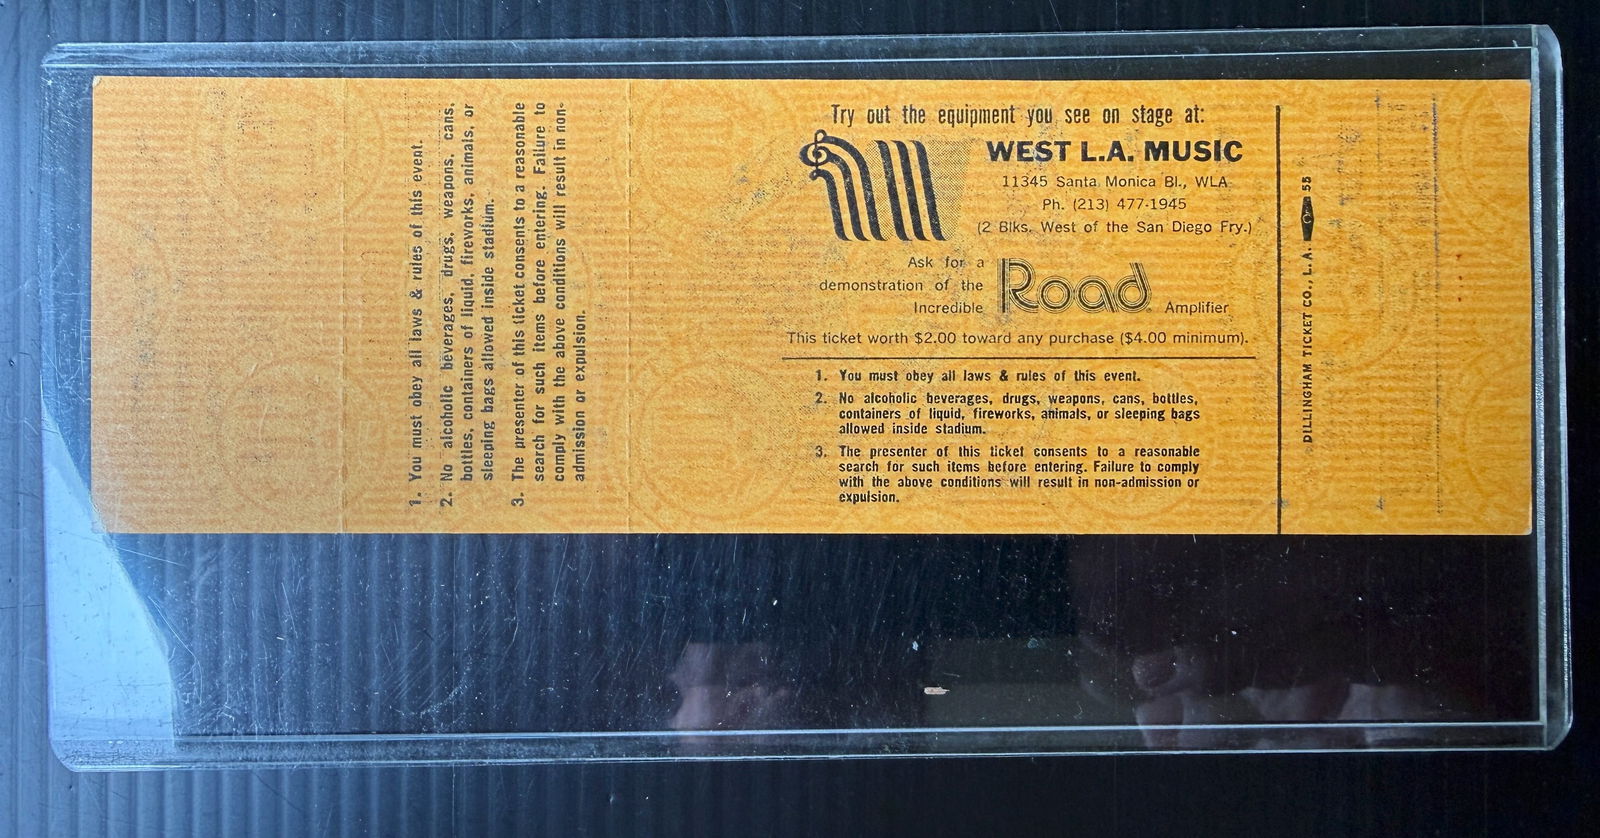 1. You must obey all laws & rules of this event.
2. No alcoholic beverages, drugs, weapons, cans,
bottles, containers of liquid, fireworks, animals, or
sleeping bags allowed inside stadium.
3. The presenter of this ticket consents to a reasonable
search for such items before entering. Failure to
comply with the above conditions will result in non-
admission or expulsion.
Try out the equipment you see on stage at:
WEST L.A. MUSIC
11345 Santa Monica Bl., WLA
Ph. (213) 477-1945
(2 Blks. West of the San Diego Fry.)
Ask for a
demonstration of the
Incredible Road Amplifier
This ticket worth $2.00 toward any purchase ($4.00 minimum).
1. You must obey all laws & rules of this event.
2. No alcoholic beverages, drugs, weapons, cans, bottles,
containers of liquid, fireworks, animals, or sleeping bags
allowed inside stadium.
3. The presenter of this ticket consents to a reasonable
search for such items before entering. Failure to comply
with the above conditions will result in non-admission or
expulsion.
DILLINGHAM TICKET CO., L.A. C 55